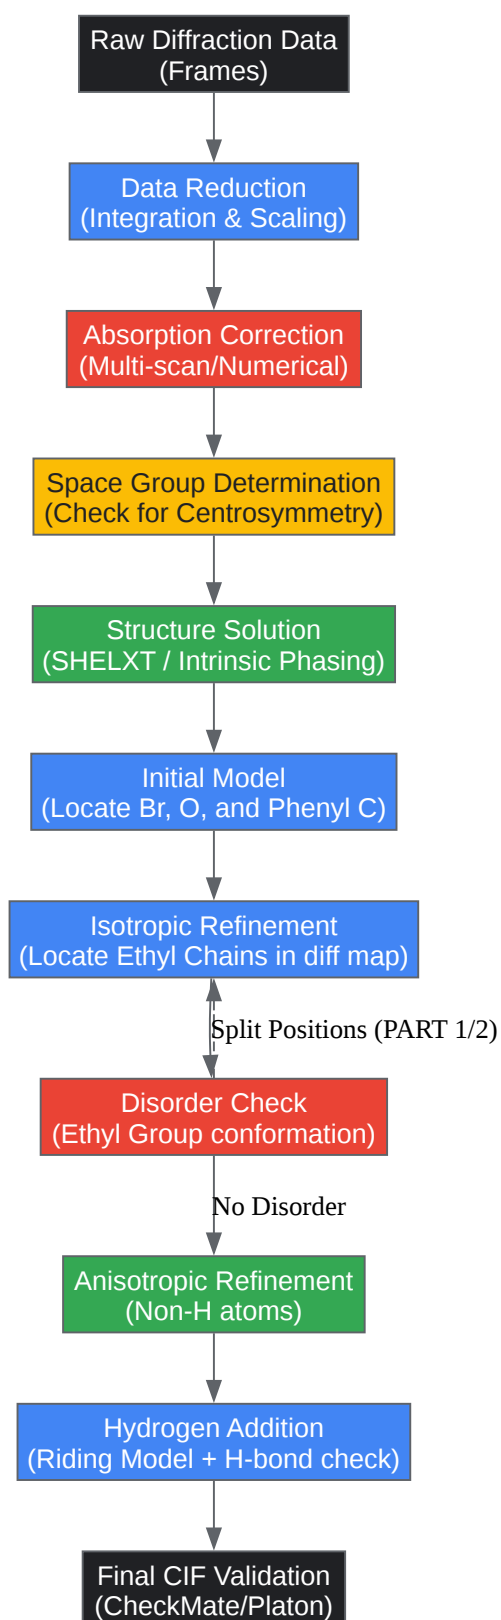 Raw Diffraction Data
(Frames)
Data Reduction
(Integration & Scaling)
Absorption Correction
(Multi-scan/Numerical)
Space Group Determination
(Check for Centrosymmetry)
Structure Solution
(SHELXT / Intrinsic Phasing)
Initial Model
(Locate Br, O, and Phenyl C)
Isotropic Refinement
(Locate Ethyl Chains in diff map)
Split Positions (PART 1/2)
Disorder Check
(Ethyl Group conformation)
No Disorder
Anisotropic Refinement
(Non-H atoms)
Hydrogen Addition
(Riding Model + H-bond check)
Final CIF Validation
(CheckMate/Platon)